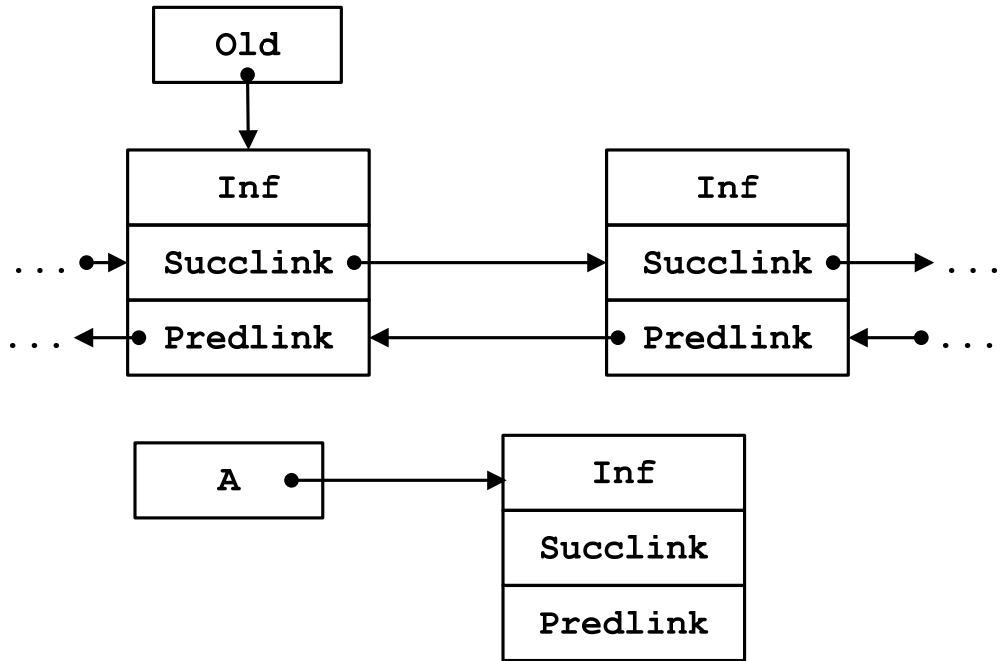 Old
Inf Inf
... Succlink Succlink ...
... Predlink Predlink ...
A
Inf
Succlink
Predlink